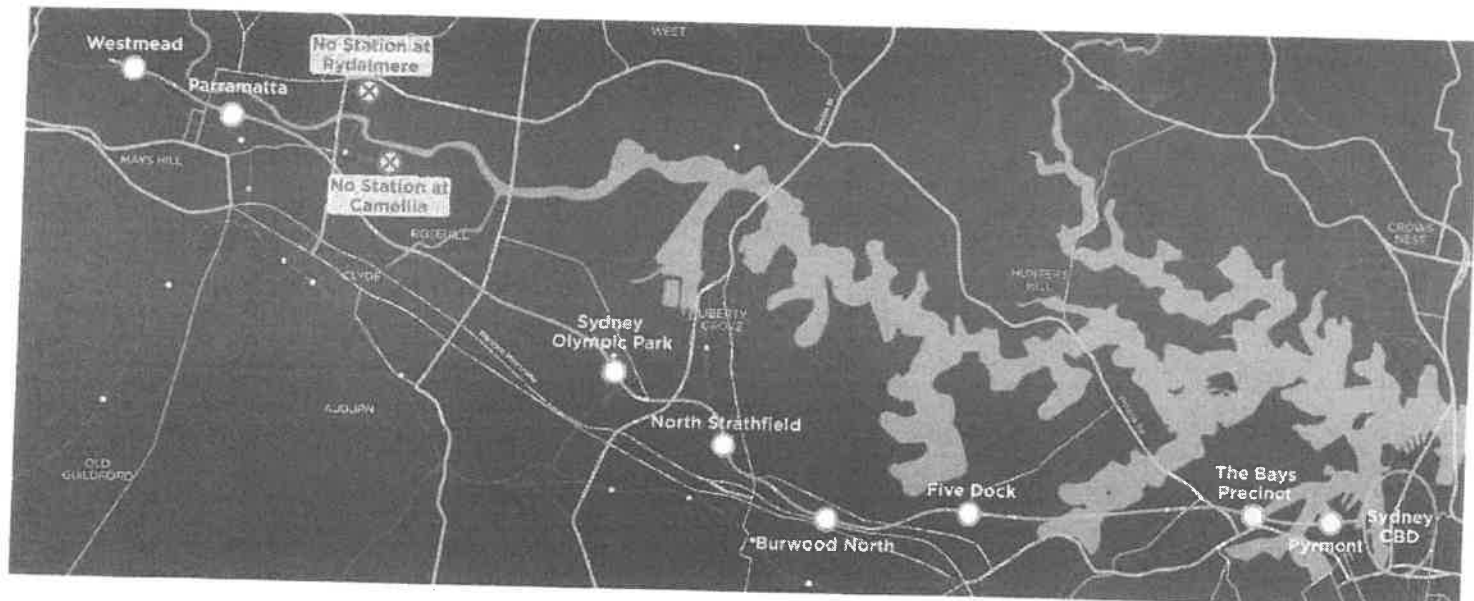 WEST
Westmead
No Station at
Rydalmere
Parramatta
MAYS HILL
No Station at
Camellia
ROSEHILL
CLYDE
CROWS
NEST
HUNTERS
HILL
LIBERTY
GROVE
Sydney
Olympic Park
AUBURN
North Strathfield
OLD
GUILDFORD
Five Dock
The Bays
Precinct
Burwood North
Pyrmont
Sydney
CBD